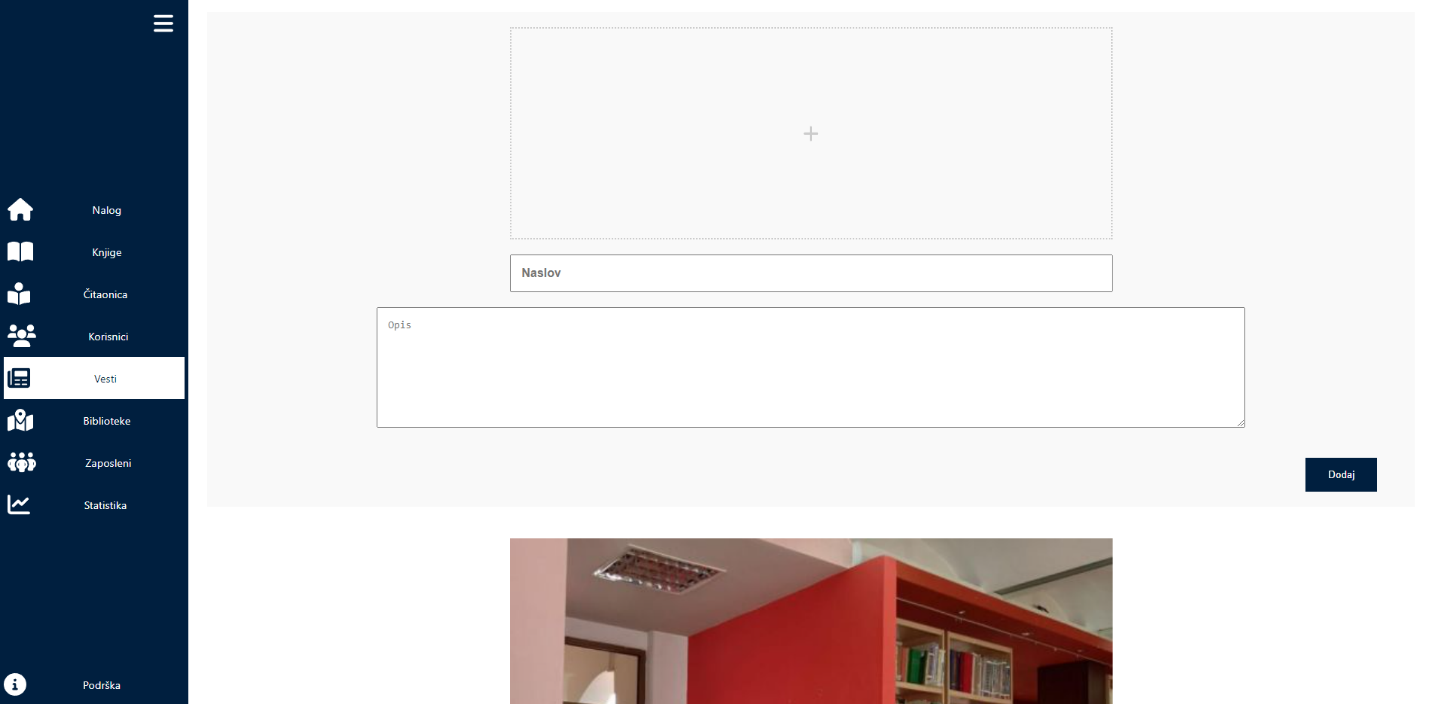 Nalog
Knjige
Čitaonica
Korisnici
Vesti
Biblioteke
Zaposleni
Statistika
Podrška
Naslov
Opis
Dodaj